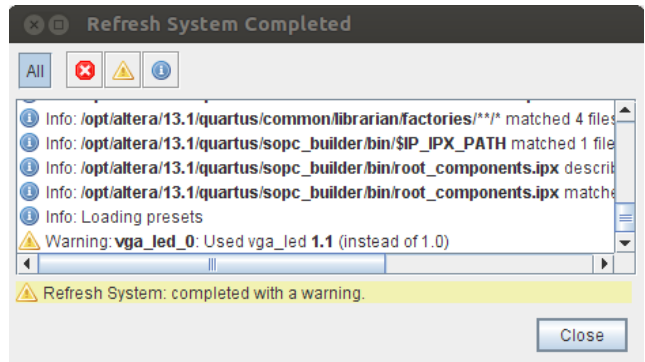 Refresh System Completed
All
Info: /opt/altera/13.1/quartus/common/librarian/factories/**/* matched 4 files
Info: /opt/altera/13.1/quartus/sopc_builder/bin/$IP_IPX_PATH matched 1 file
Info: /opt/altera/13.1/quartus/sopc_builder/bin/root_components.ipx describ
Info: /opt/altera/13.1/quartus/sopc_builder/bin/root_components.ipx matche
Info: Loading presets
Warning: vga_led_0: Used vga_led 1.1 (instead of 1.0)
Refresh System: completed with a warning.
Close